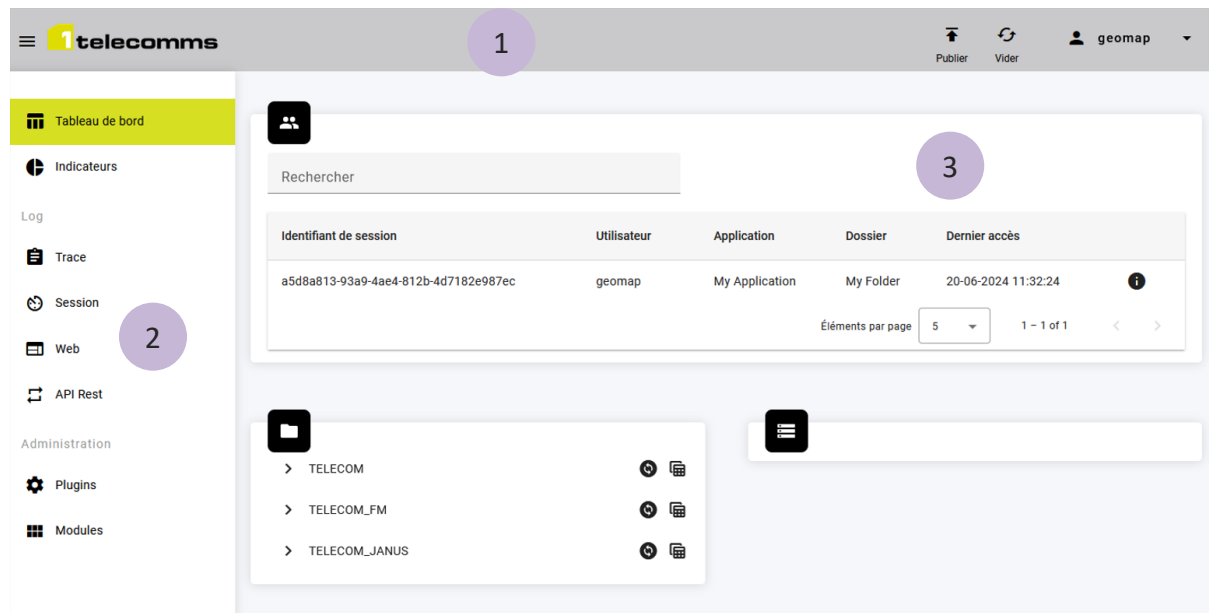 1telecomms
1
Publier
Vider
geomap
Tableau de bord
Indicateurs
Log
Trace
Session
Web
API Rest
Administration
Plugins
Modules
2
Rechercher
3
Identifiant de session Utilisateur Application Dossier Dernier accès
a5d8a813-93a9-4ae4-812b-4d7182e987ec geomap My Application My Folder 20-06-2024 11:32:24
Éléments par page 5 1 – 1 of 1
TELECOM
TELECOM_FM
TELECOM_JANUS